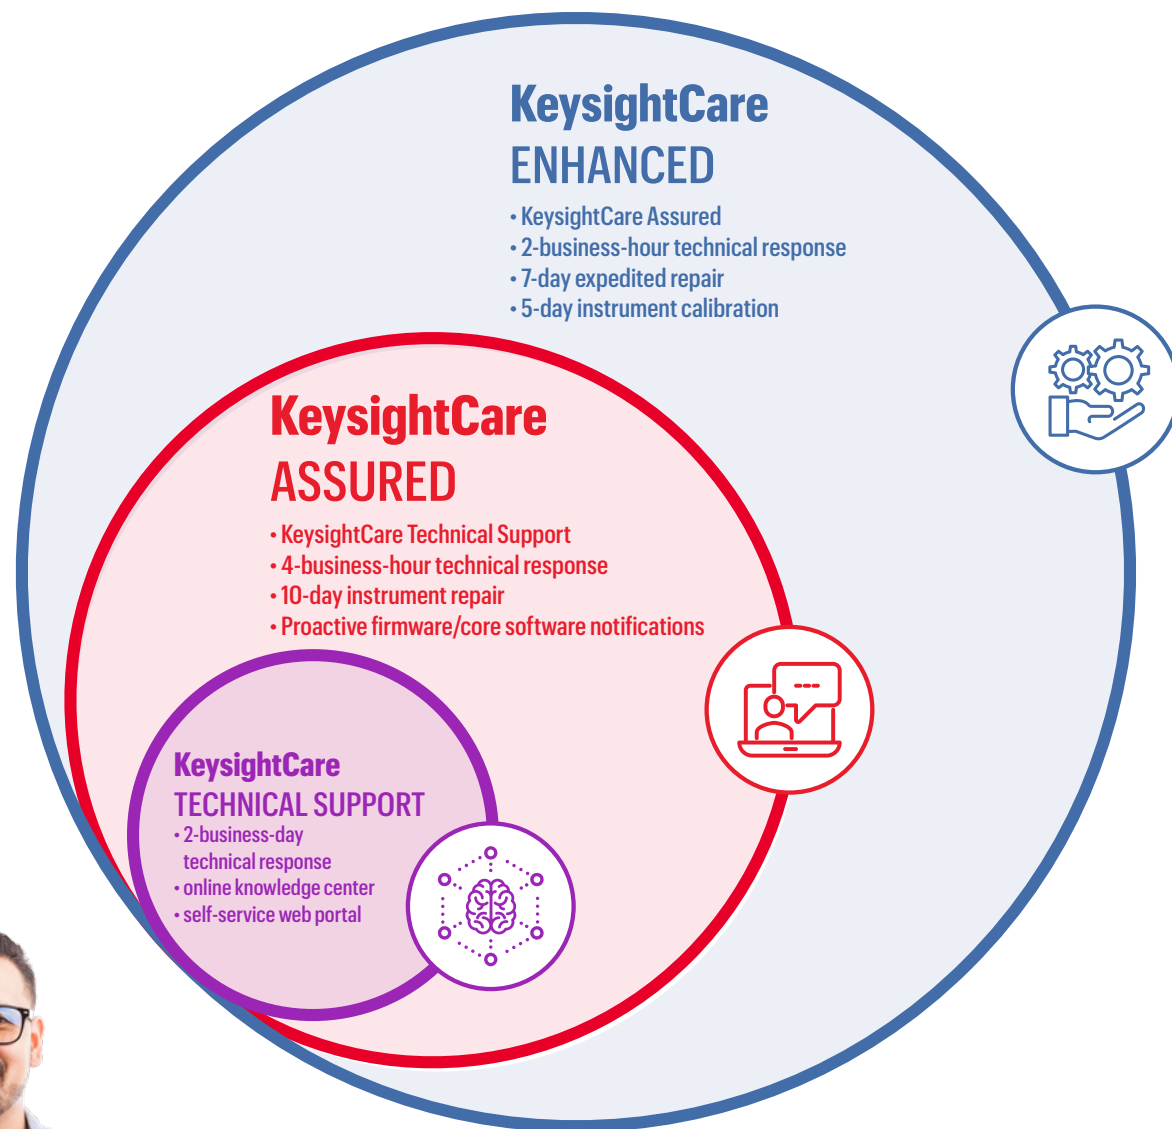 KeysightCare
ENHANCED
• KeysightCare Assured
• 2-business-hour technical response
• 7-day expedited repair
• 5-day instrument calibration
KeysightCare
ASSURED
• KeysightCare Technical Support
• 4-business-hour technical response
• 10-day instrument repair
• Proactive firmware/core software notifications
KeysightCare
TECHNICAL SUPPORT
• 2-business-day
technical response
• online knowledge center
• self-service web portal